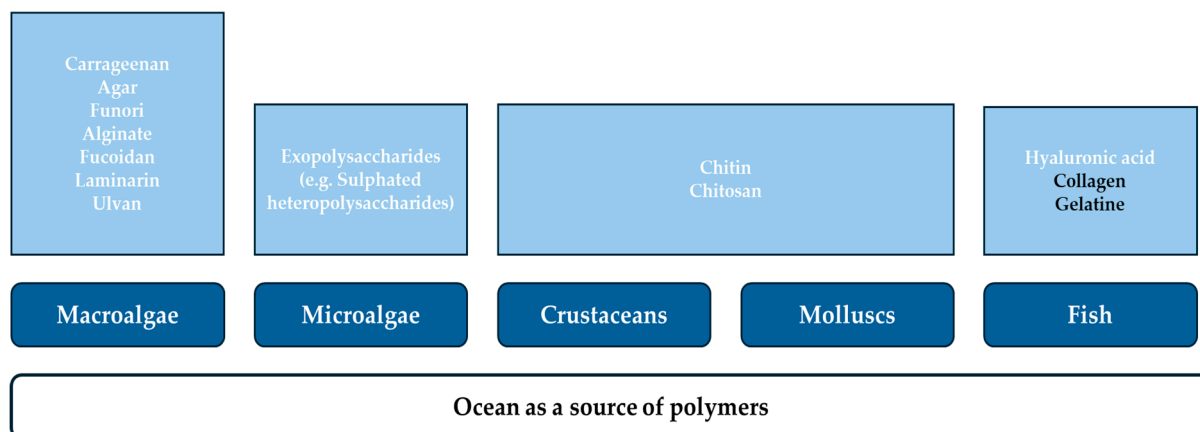 Carrageenan
Agar
Funori
Alginate
Fucoidan
Laminarin
Ulvan
Exopolysaccharides
(e.g. Sulphated
heteropolysaccharides)
Chitin
Chitosan
Hyaluronic acid
Collagen
Gelatine
Macroalgae
Microalgae
Crustaceans
Molluscs
Fish
Ocean as a source of polymers